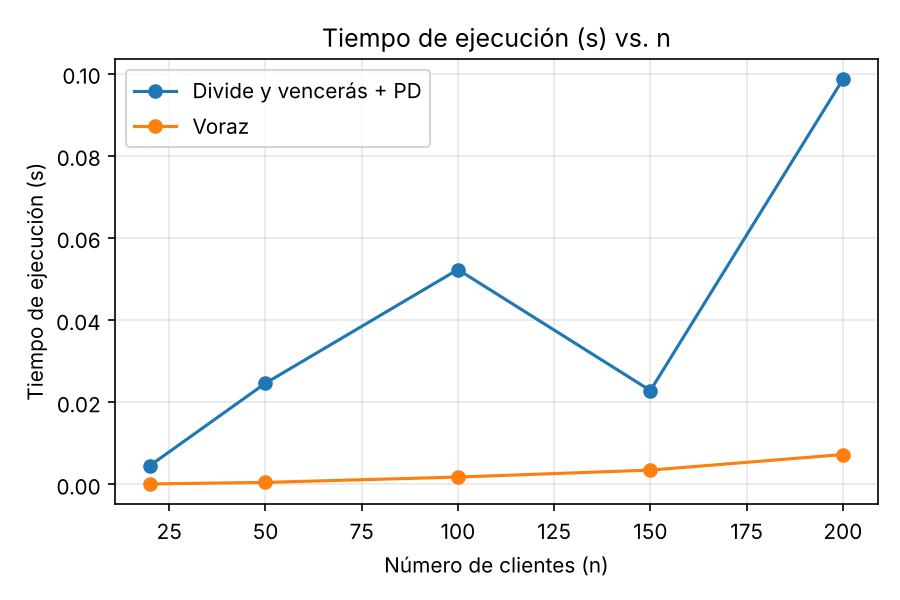 Tiempo de ejecución (s) vs. n
Divide y vencerás + PD
Voraz
Tiempo de ejecución (s)
0.10
0.08
0.06
0.04
0.02
0.00
25 50 75 100 125 150 175 200
Número de clientes (n)